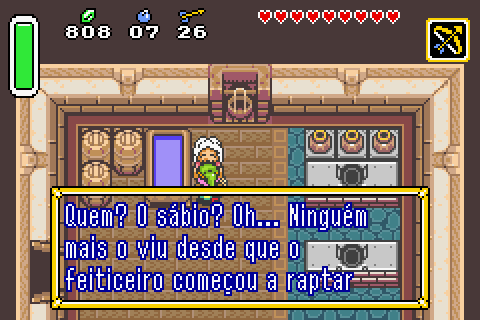 808 07 26
Quem? O sábio? Oh... Ninguém
mais o viu desde que o
feiticeiro começou a raptar